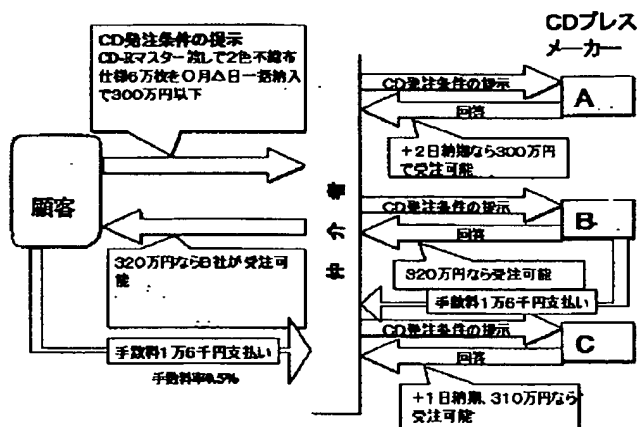 CD発注条件の提示
CD-Rマスター渡しで2色不織布
仕様6万枚を〇月△日一括納入
で300万円以下
顧客
320万円ならB社が受注可
能
手数料1万6千円支払い
手数料率0.5%
仲介者
CDプレス
メーカー
CD発注条件の提示
A
回答
+2日納期なら300万円
で受注可能
CD発注条件の提示
B
回答
320万円なら受注可能
手数料1万6千円支払い
CD発注条件の提示
C
回答
+1日納期、310万円なら
受注可能